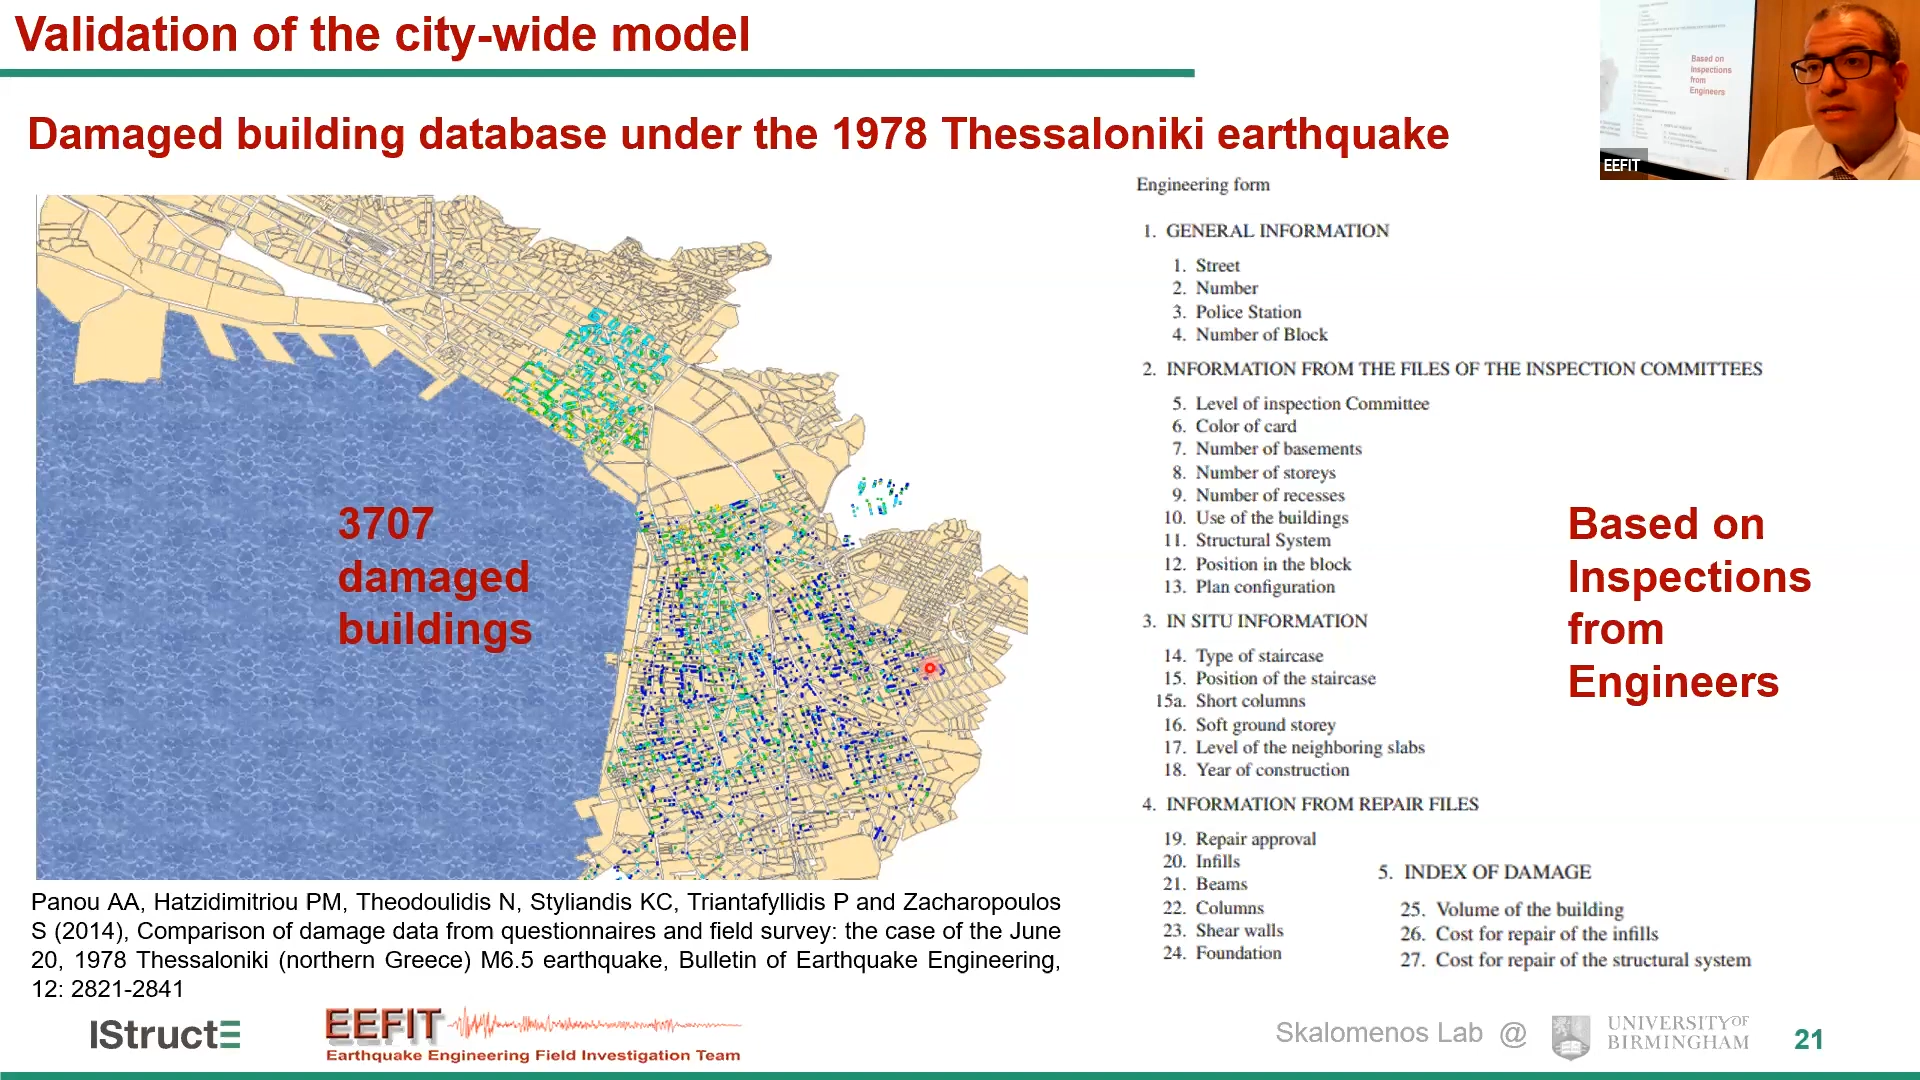 Validation of the city-wide model
Damaged building database under the 1978 Thessaloniki earthquake
Based on
Inspections
from
Engineers
EEFIT
3707
damaged
buildings
Engineering form
1. GENERAL INFORMATION
1. Street
2. Number
3. Police Station
4. Number of Block
2. INFORMATION FROM THE FILES OF THE INSPECTION COMMITTEES
5. Level of inspection Committee
6. Color of card
7. Number of basements
8. Number of storeys
9. Number of recesses
10. Use of the buildings
11. Structural System
12. Position in the block
13. Plan configuration
3. IN SITU INFORMATION
14. Type of staircase
15. Position of the staircase
15a. Short columns
16. Soft ground storey
17. Level of the neighboring slabs
18. Year of construction
4. INFORMATION FROM REPAIR FILES
19. Repair approval
20. Infills
21. Beams
22. Columns
23. Shear walls
24. Foundation
5. INDEX OF DAMAGE
25. Volume of the building
26. Cost for repair of the infills
27. Cost for repair of the structural system
Based on
Inspections
from
Engineers
Panou AA, Hatzidimitriou PM, Theodoulidis N, Styliandis KC, Triantafyllidis P and Zacharopoulos
S (2014), Comparison of damage data from questionnaires and field survey: the case of the June
20, 1978 Thessaloniki (northern Greece) M6.5 earthquake, Bulletin of Earthquake Engineering,
12: 2821-2841
IStructE
EEFIT
Earthquake Engineering Field Investigation Team
Skalomenos Lab @
UNIVERSITY OF
BIRMINGHAM
21